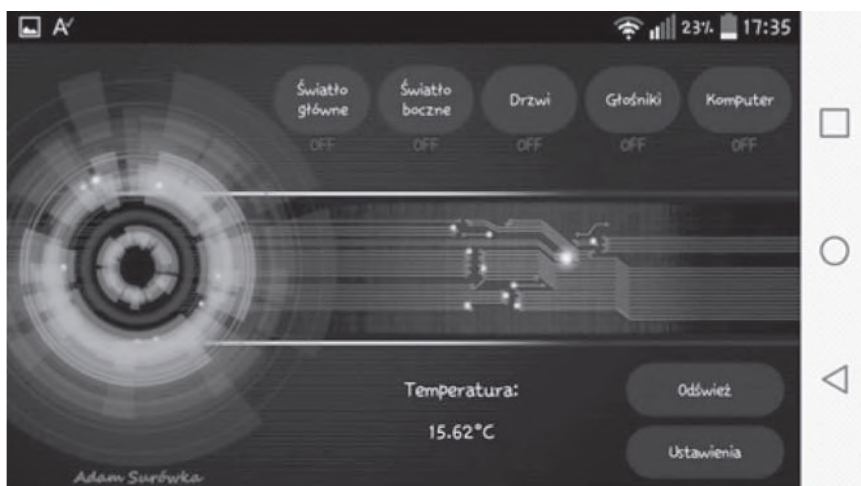 23% 17:35
Światło główne
Światło boczne
Drzwi
Głośniki
Komputer
OFF OFF OFF OFF OFF
Temperatura:
15.62°C
Odśwież
Ustawienia
Adam Surówka